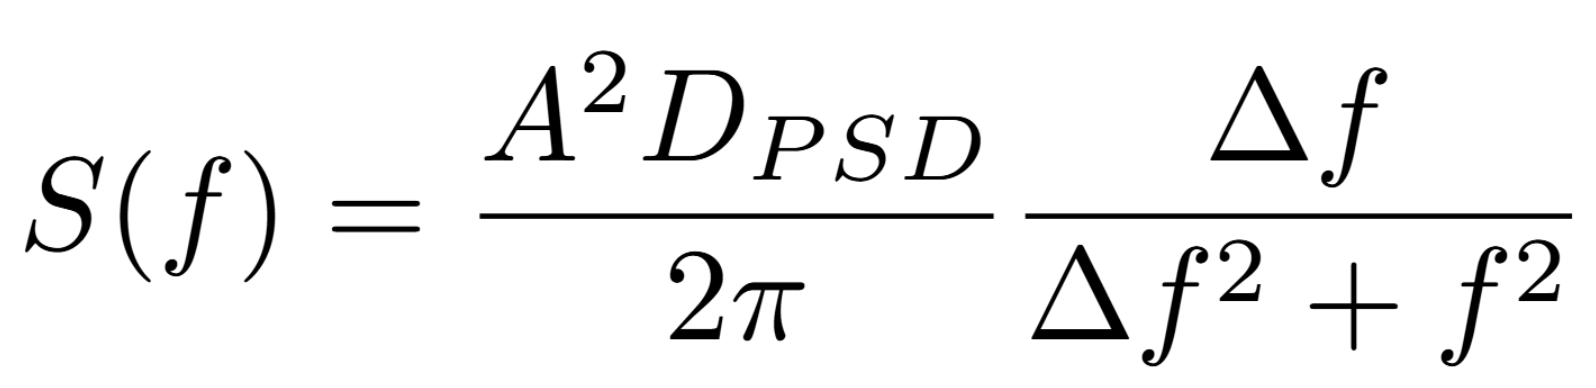 S(f) = \frac{A^2 D_{PSD}}{2\pi} \frac{\Delta f}{\Delta f^2 + f^2}